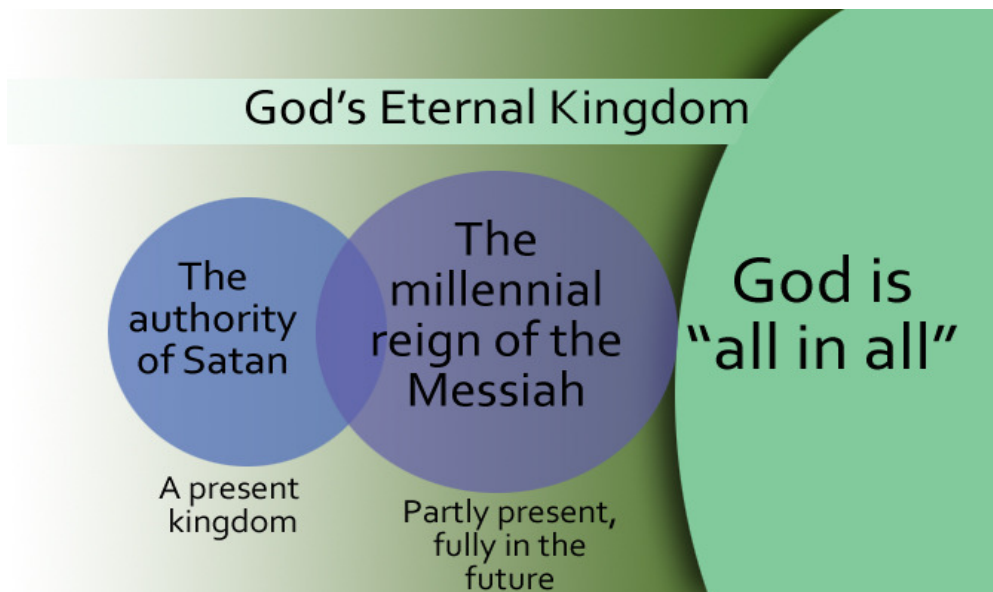 God’s Eternal Kingdom
The
authority
of Satan
The
millennial
reign of the
Messiah
God is
“all in all”
A present
kingdom
Partly present,
fully in the
future